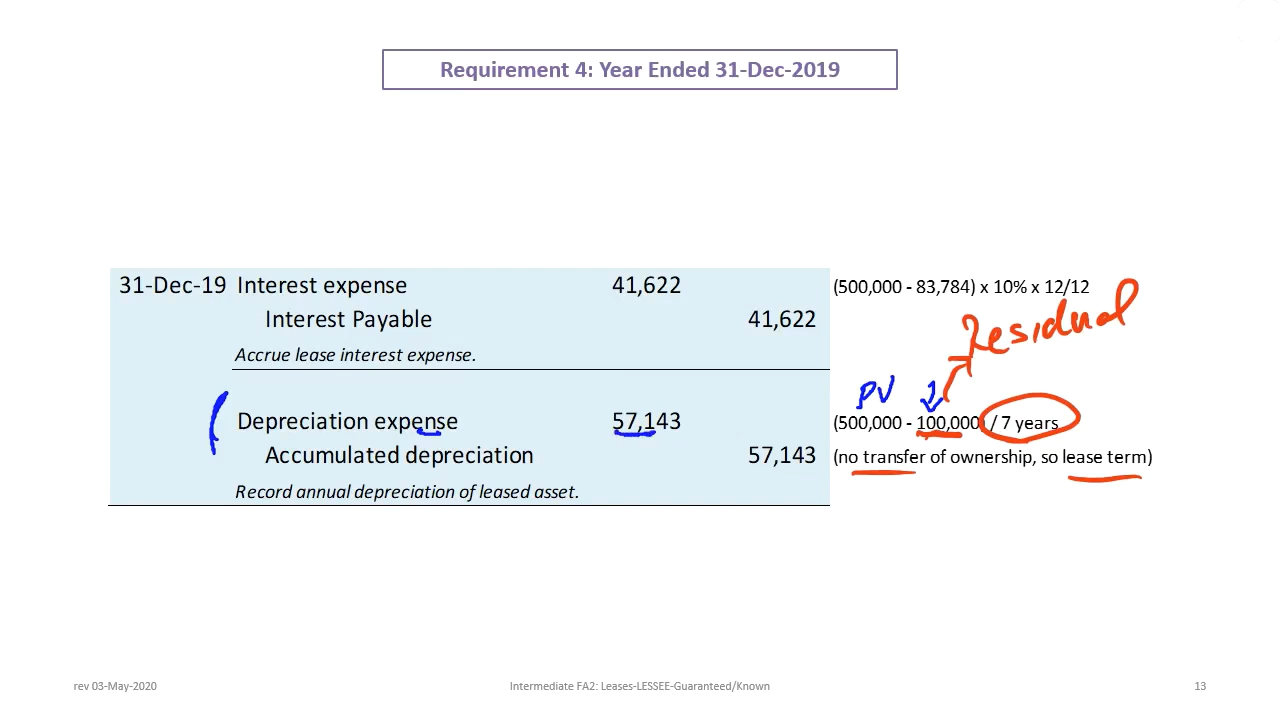 Requirement 4: Year Ended 31-Dec-2019
31-Dec-19 Interest expense 41,622 (500,000 - 83,784) x 10% x 12/12
Interest Payable 41,622
Residual
Accrue lease interest expense.
PV
Depreciation expense 57,143 (500,000 - 100,000) / 7 years
Accumulated depreciation 57,143 (no transfer of ownership, so lease term)
Record annual depreciation of leased asset.
rev 03-May-2020 Intermediate FA2: Leases-LESSEE-Guaranteed/Known 13